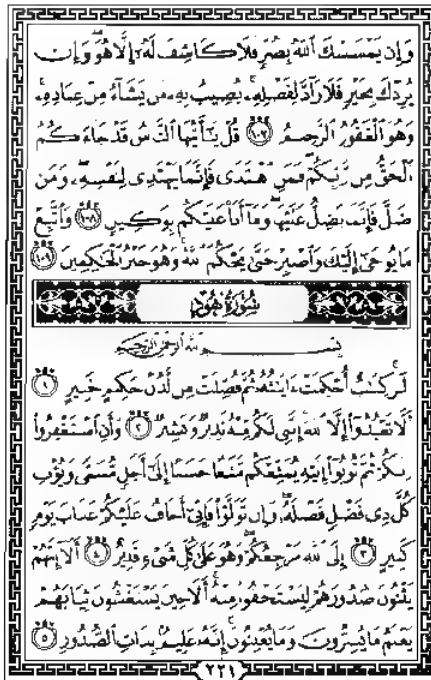 وَإِن يَمْسَسْكَ ٱللَّهُ بِضُرٍّ فَلَا كَاشِفَ لَهُۥٓ إِلَّا هُوَ ۖ وَإِن
يُرِدْكَ بِخَيْرٍ فَلَا رَآدَّ لِفَضْلِهِۦ ۚ يُصِيبُ بِهِۦ مَن يَشَآءُ مِنْ عِبَادِهِۦ ۚ
وَهُوَ ٱلْغَفُورُ ٱلرَّحِيمُ ١٠٧ قُلْ يَٰٓأَيُّهَا ٱلنَّاسُ قَدْ جَآءَكُمُ
ٱلْحَقُّ مِن رَّبِّكُمْ ۖ فَمَنِ ٱهْتَدَىٰ فَإِنَّمَا يَهْتَدِى لِنَفْسِهِۦ ۖ وَمَن
ضَلَّ فَإِنَّمَا يَضِلُّ عَلَيْهَا ۖ وَمَآ أَنَا۠ عَلَيْكُم بِوَكِيلٍ ١٠٨ وَٱتَّبِعْ
مَا يُوحَىٰٓ إِلَيْكَ وَٱصْبِرْ حَتَّىٰ يَحْكُمَ ٱللَّهُ ۚ وَهُوَ خَيْرُ ٱلْحَٰكِمِينَ ١٠٩
سُورَةُ هُودٍ
بِسْمِ ٱللَّهِ ٱلرَّحْمَٰنِ ٱلرَّحِيمِ
الٓر ۚ كِتَٰبٌ أُحْكِمَتْ ءَايَٰتُهُۥ ثُمَّ فُصِّلَتْ مِن لَّدُنْ حَكِيمٍ خَبِيرٍ ١
أَلَّا تَعْبُدُوٓا۟ إِلَّا ٱللَّهَ ۚ إِنَّنِى لَكُم مِّنْهُ نَذِيرٌ وَبَشِيرٌ ٢ وَأَنِ ٱسْتَغْفِرُوا۟
رَبَّكُمْ ثُمَّ تُوبُوٓا۟ إِلَيْهِ يُمَتِّعْكُم مَّتَٰعًا حَسَنًا إِلَىٰٓ أَجَلٍ مُّسَمًّى وَيُؤْتِ
كُلَّ ذِى فَضْلٍ فَضْلَهُۥ ۖ وَإِن تَوَلَّوْا۟ فَإِنِّىٓ أَخَافُ عَلَيْكُمْ عَذَابَ يَوْمٍ
كَبِيرٍ ٣ إِلَى ٱللَّهِ مَرْجِعُكُمْ ۖ وَهُوَ عَلَىٰ كُلِّ شَىْءٍ قَدِيرٌ ٤ أَلَآ إِنَّهُمْ
يَثْنُونَ صُدُورَهُمْ لِيَسْتَخْفُوا۟ مِنْهُ ۚ أَلَا حِينَ يَسْتَغْشُونَ ثِيَابَهُمْ
يَعْلَمُ مَا يُسِرُّونَ وَمَا يُعْلِنُونَ ۚ إِنَّهُۥ عَلِيمٌۢ بِذَاتِ ٱلصُّدُورِ ٥
٢٢١